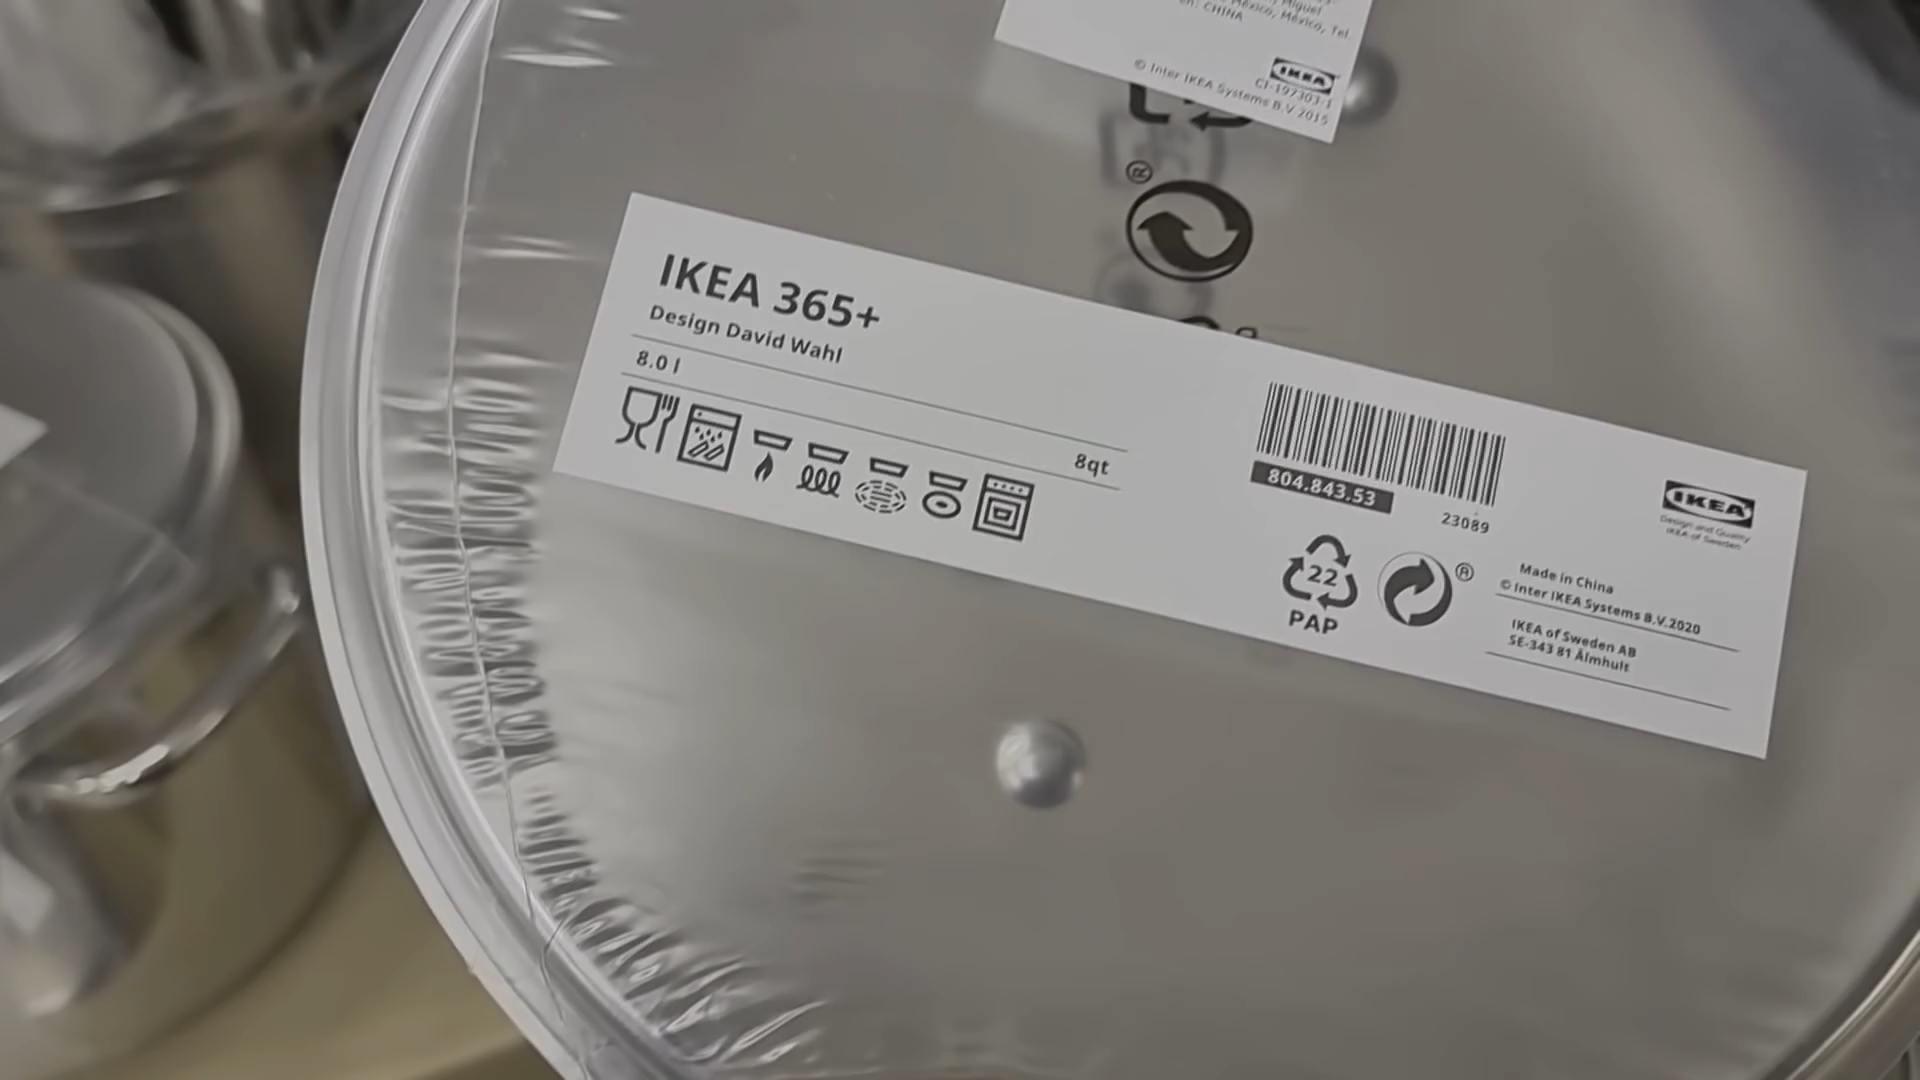 Miguel
México, México, Tel.
en: CHINA
IKEA
CI-197303-1
© Inter IKEA Systems B.V 2015
®
IKEA 365+
Design David Wahl
8.0 l
8qt
804.843.53
23089
22
PAP
®
IKEA
Design and Quality
IKEA of Sweden
Made in China
© Inter IKEA Systems B.V.2020
IKEA of Sweden AB
SE-343 81 Älmhult